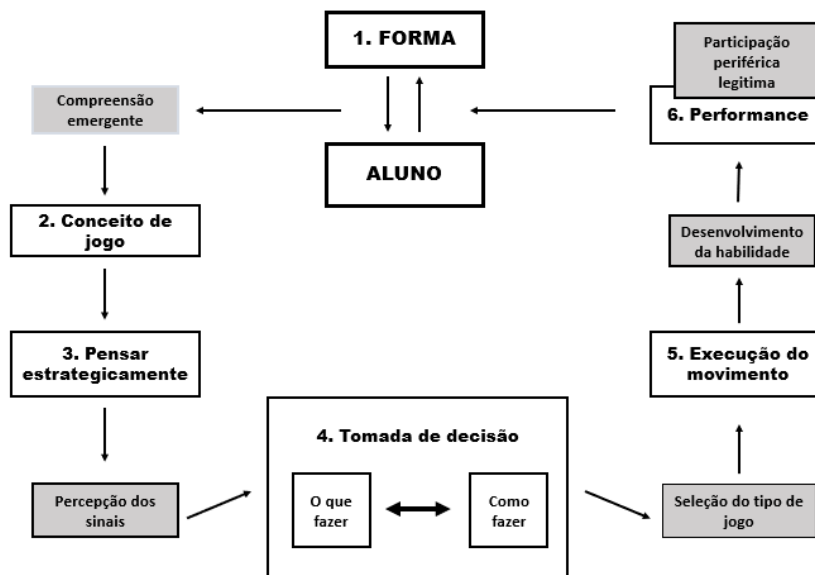 1. FORMA
ALUNO
Compreensão
emergente
2. Conceito de
jogo
3. Pensar
estrategicamente
Percepção dos
sinais
4. Tomada de decisão
O que
fazer
Como
fazer
Seleção do tipo de
jogo
5. Execução do
movimento
Desenvolvimento
da habilidade
6. Performance
Participação
periférica
legitima